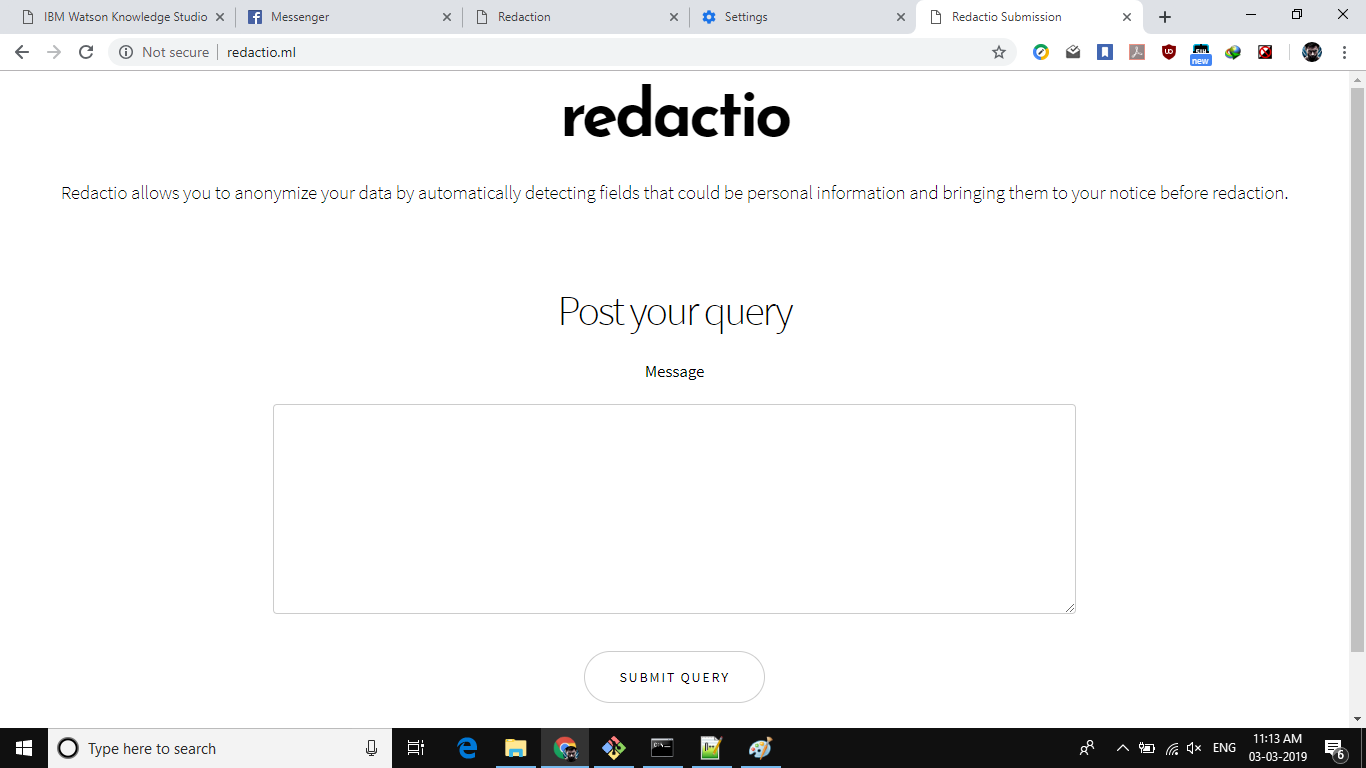 IBM Watson Knowledge Studio
Messenger
Redaction
Settings
Redactio Submission
Not secure
redactio.ml
new
redactio
Redactio allows you to anonymize your data by automatically detecting fields that could be personal information and bringing them to your notice before redaction.
Post your query
Message
SUBMIT QUERY
Type here to search
ENG
11:13 AM
03-03-2019
6